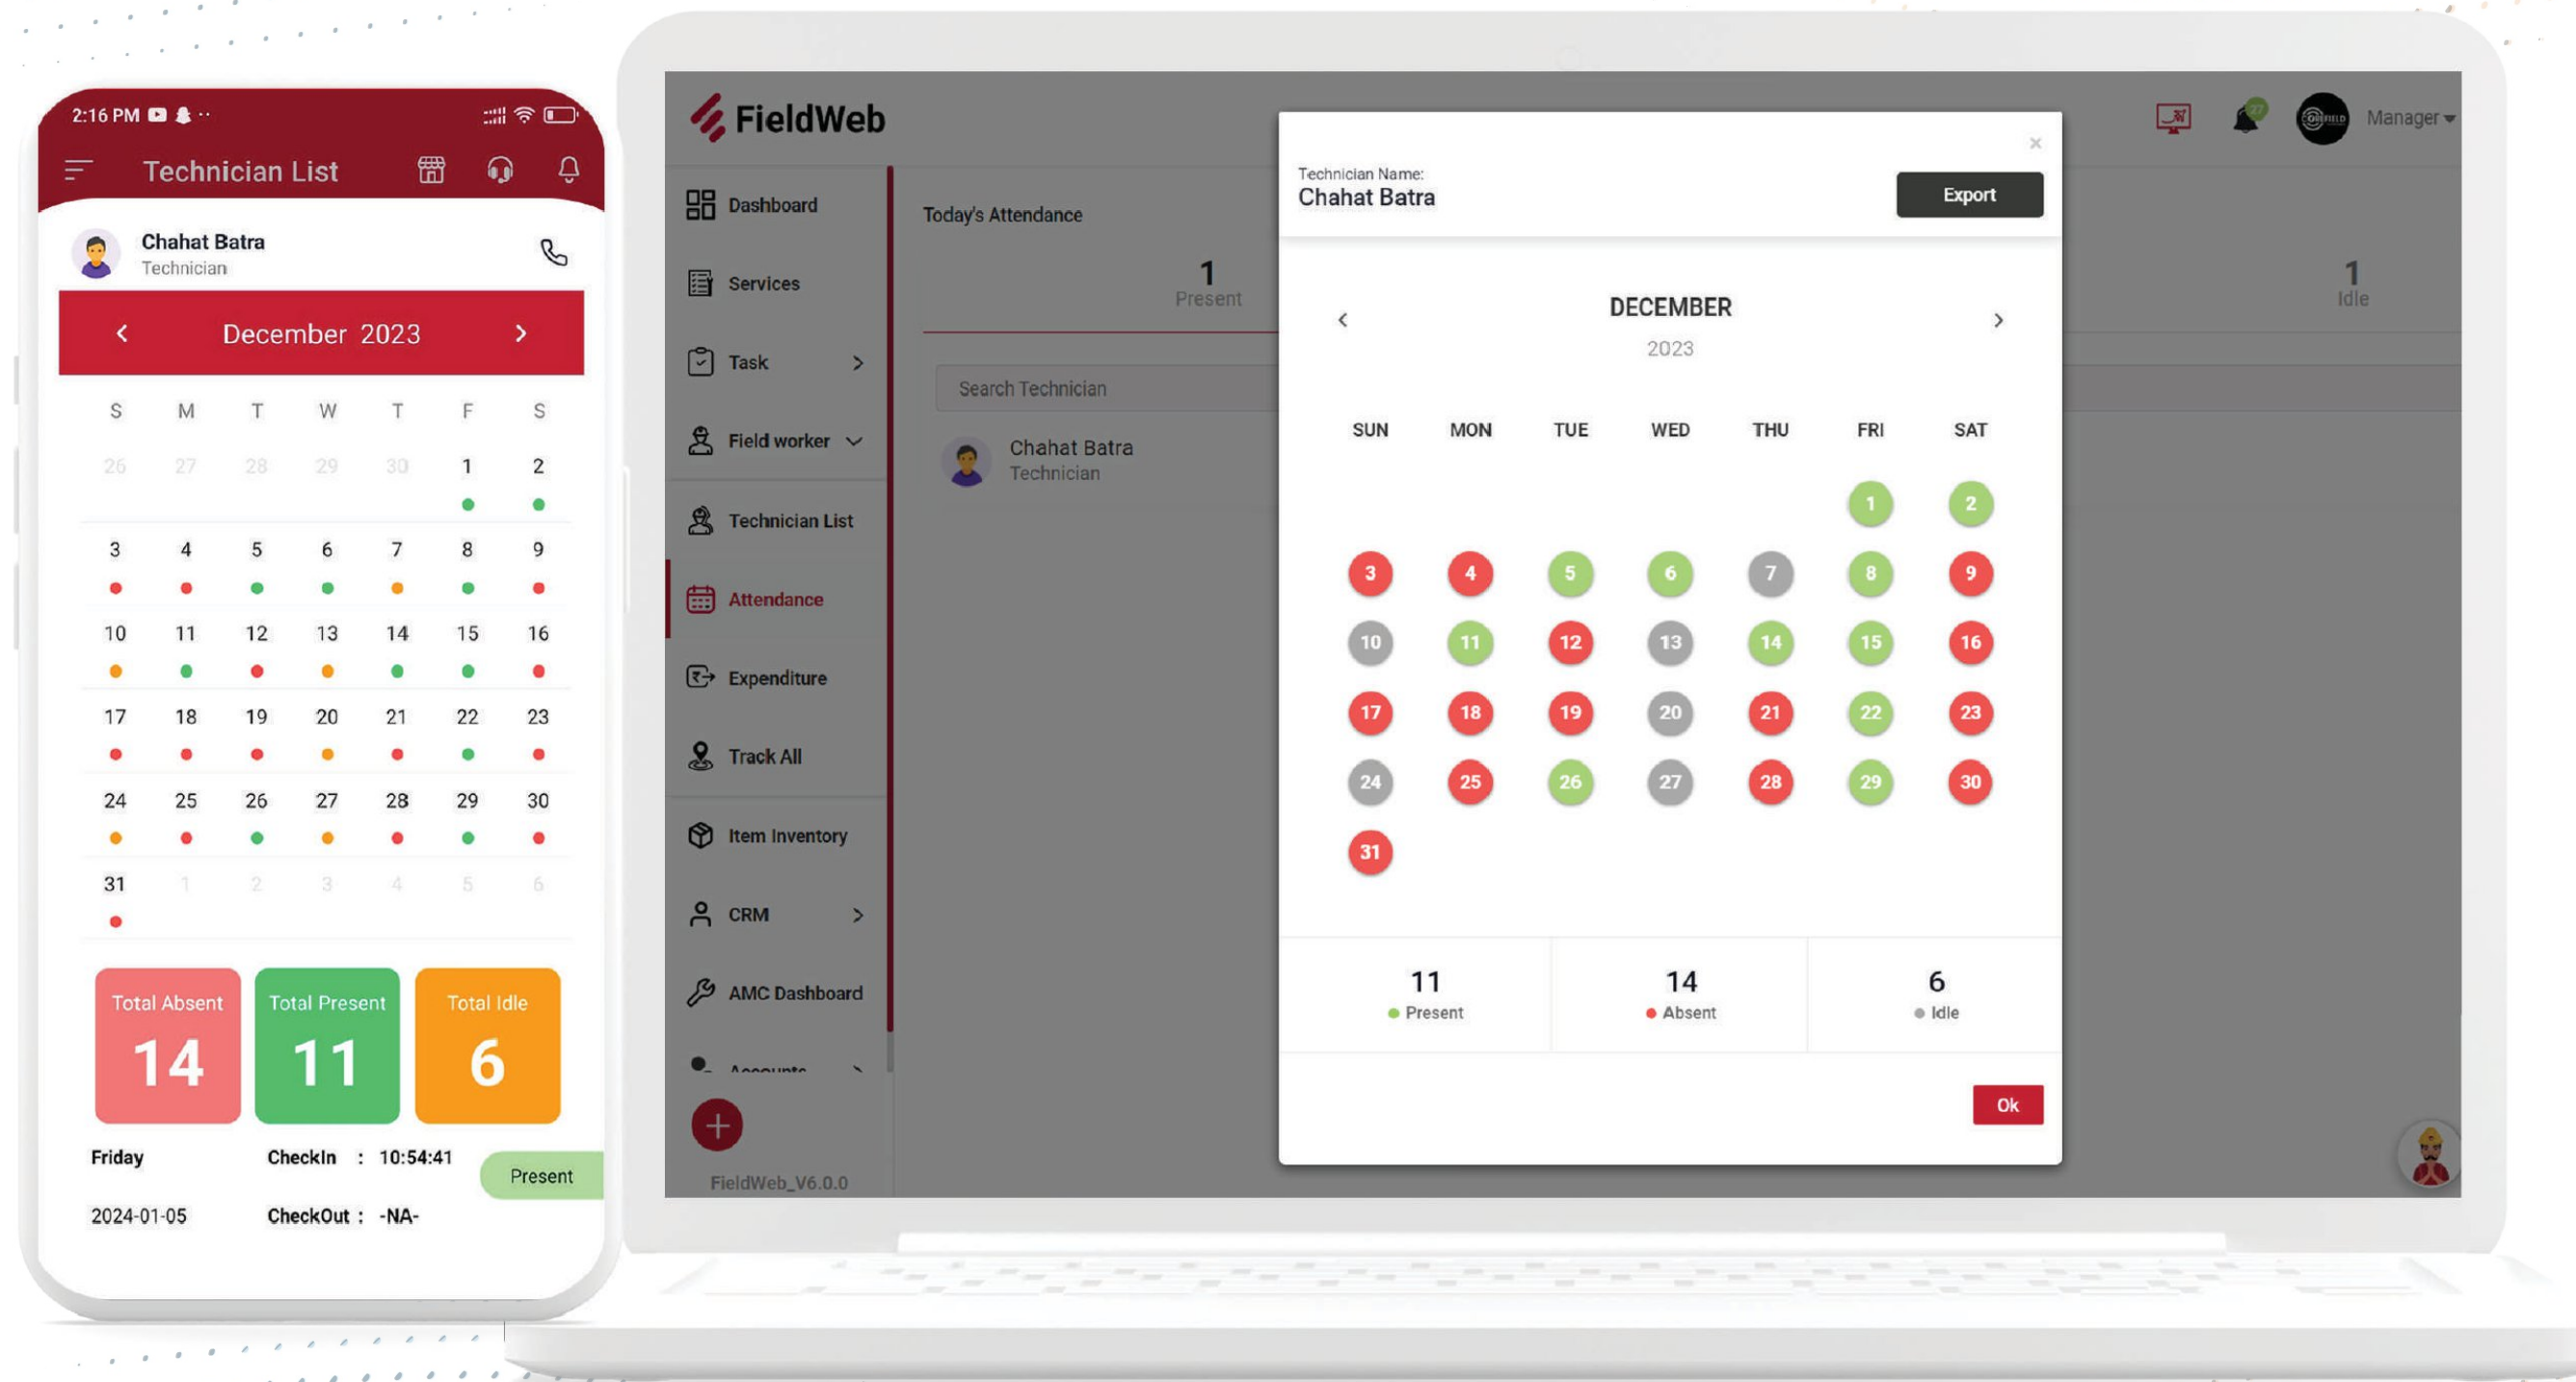 2:16 PM
Technician List
Chahat Batra
Technician
December 2023
S M T W T F S
26 27 28 29 30 1 2
3 4 5 6 7 8 9
10 11 12 13 14 15 16
17 18 19 20 21 22 23
24 25 26 27 28 29 30
31 1 2 3 4 5 6
Total Absent
14
Total Present
11
Total Idle
6
Friday
CheckIn : 10:54:41
Present
2024-01-05
CheckOut : -NA-
FieldWeb
Dashboard
Services
Task
Field worker
Technician List
Attendance
Expenditure
Track All
Item Inventory
CRM
AMC Dashboard
Accounts
FieldWeb_V6.0.0
Today's Attendance
1
Present
Search Technician
Chahat Batra
Technician
27
Manager
1
Idle
×
Technician Name:
Chahat Batra
Export
DECEMBER
2023
SUN MON TUE WED THU FRI SAT
1 2
3 4 5 6 7 8 9
10 11 12 13 14 15 16
17 18 19 20 21 22 23
24 25 26 27 28 29 30
31
11
Present
14
Absent
6
Idle
Ok